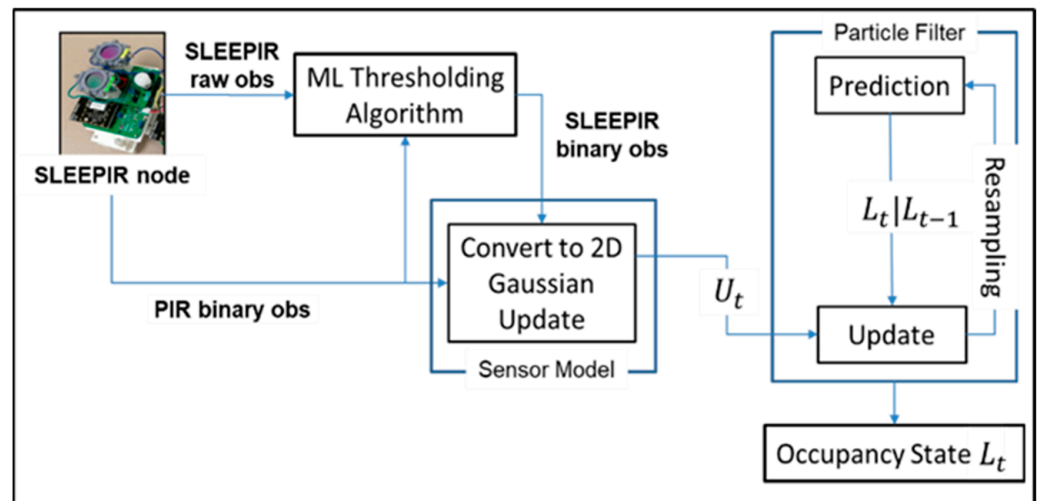 SLEEPIR
raw obs
SLEEPIR node
ML Thresholding
Algorithm
SLEEPIR
binary obs
PIR binary obs
Convert to 2D
Gaussian
Update
Sensor Model
U_t
Particle Filter
Prediction
L_t|L_{t−1}
Resampling
Update
Occupancy State L_t